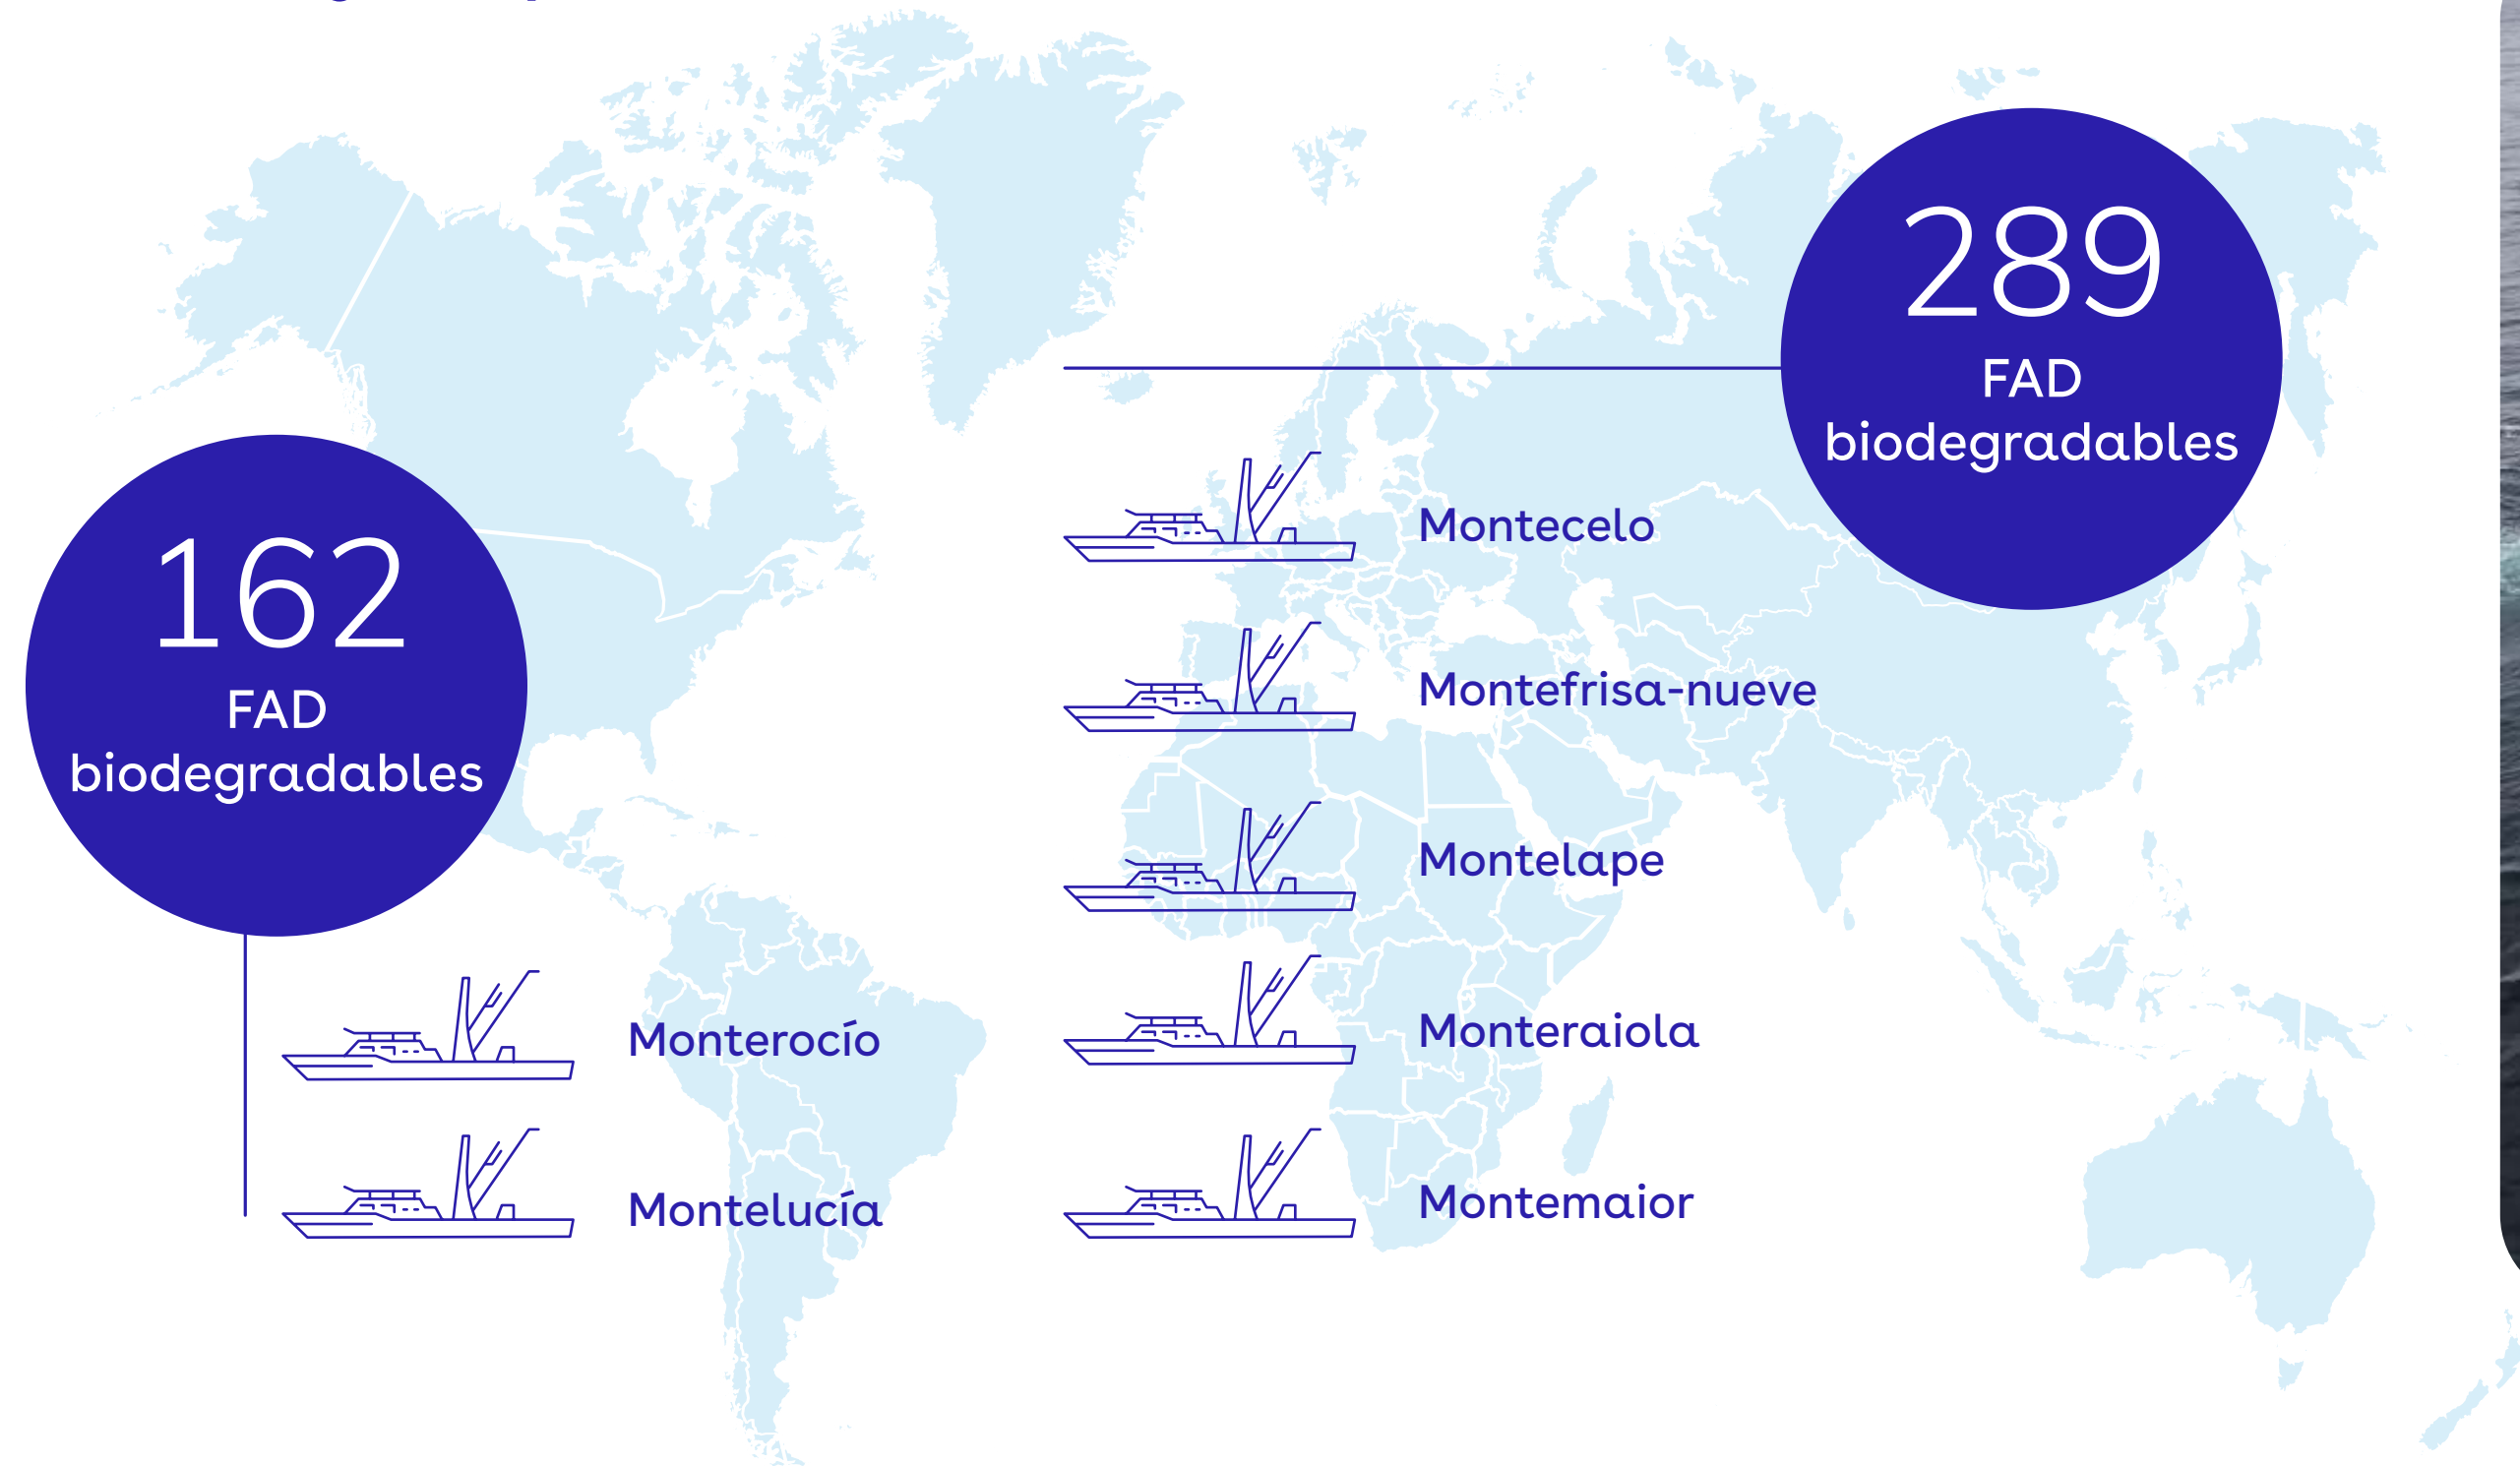 162
FAD
biodegradables
Monterocío
Montelucía
289
FAD
biodegradables
Montecelo
Montefrisa-nueve
Montelape
Monteraiola
Montemaior